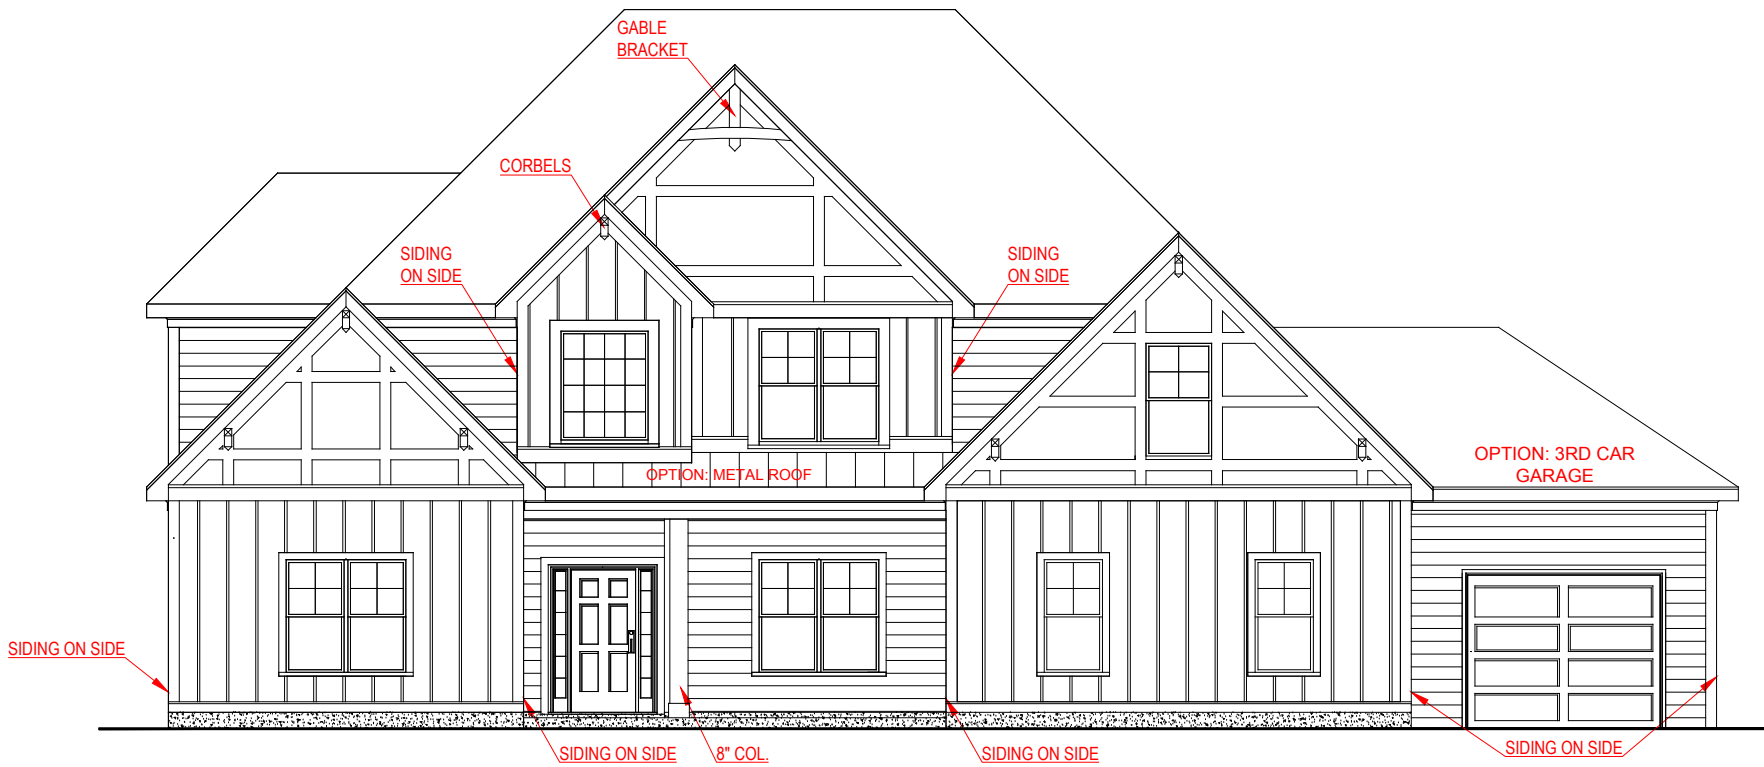 GABLE
BRACKET
CORBELS
SIDING
ON SIDE
SIDING
ON SIDE
OPTION: 3RD CAR
GARAGE
OPTION: METAL ROOF
SIDING ON SIDE
SIDING ON SIDE
8" COL.
SIDING ON SIDE
SIDING ON SIDE